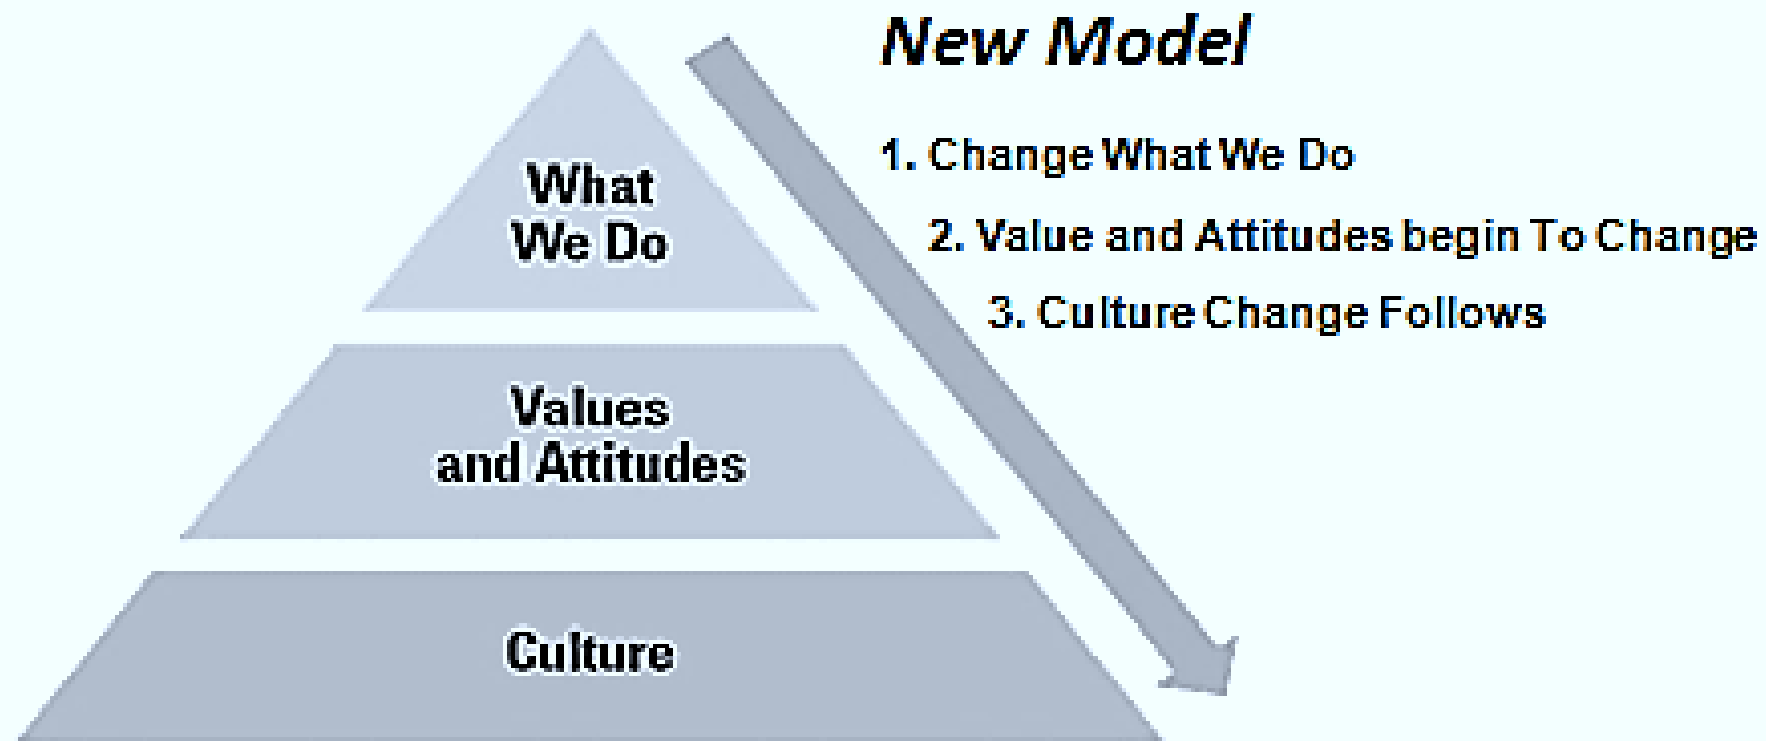 New Model
1. Change What We Do
2. Value and Attitudes begin To Change
3. Culture Change Follows
What
We Do
Values
and Attitudes
Culture